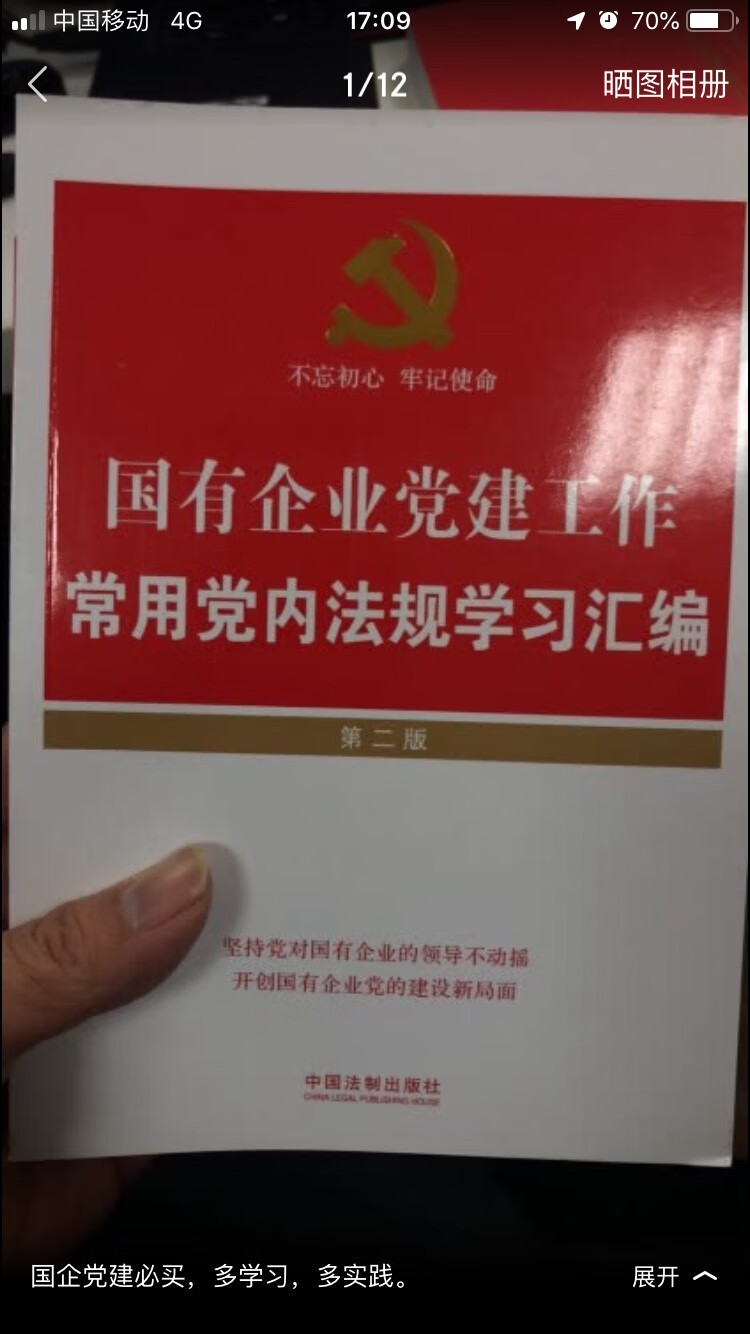 中国移动 4G 17:09 70%
1/12 晒图相册
不忘初心 牢记使命
国有企业党建工作
常用党内法规学习汇编
第二版
坚持党对国有企业的领导不动摇
开创国有企业党的建设新局面
中国法制出版社
CHINA LEGAL PUBLISHING HOUSE
国企党建必买，多学习，多实践。 展开